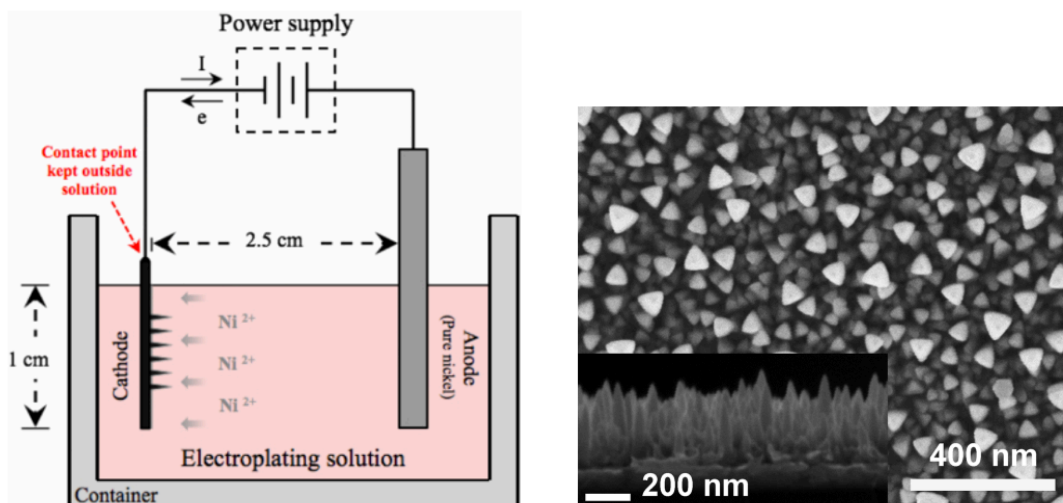 Power supply
I
e
Contact point
kept outside
solution
2.5 cm
1 cm
Cathode
Ni 2+
Ni 2+
Ni 2+
Anode
(Pure nickel)
Electroplating solution
Container
400 nm
200 nm